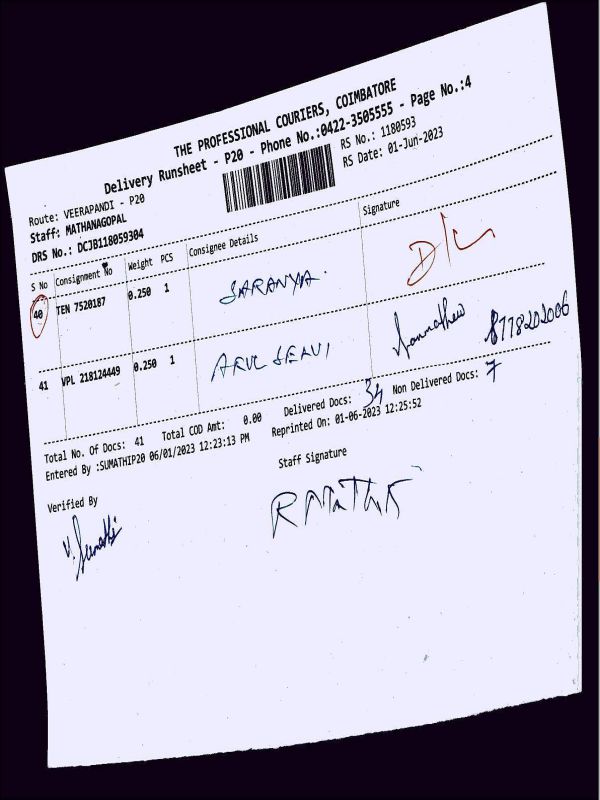 THE PROFESSIONAL COURIERS, COIMBATORE
Delivery Runsheet - P20 - Phone No.:0422-3505555 - Page No.:4
Route: VEERAPANDI - P20
RS No.: 1180593
Staff: MATHANAGOPAL
RS Date: 01-Jun-2023
DRS No.: DCJB118059304
S No Consignment No Weight PCS Consignee Details Signature
40 TEN 7520187 0.250 1 SARANYA. D/L
41 VPL 218124449 0.250 1 ARUL SELVI 8778202006
Total No. Of Docs: 41 Total COD Amt: 0.00 Delivered Docs: 34 Non Delivered Docs: 7
Entered By :SUMATHIP20 06/01/2023 12:23:13 PM Reprinted On: 01-06-2023 12:25:52
Verified By Staff Signature